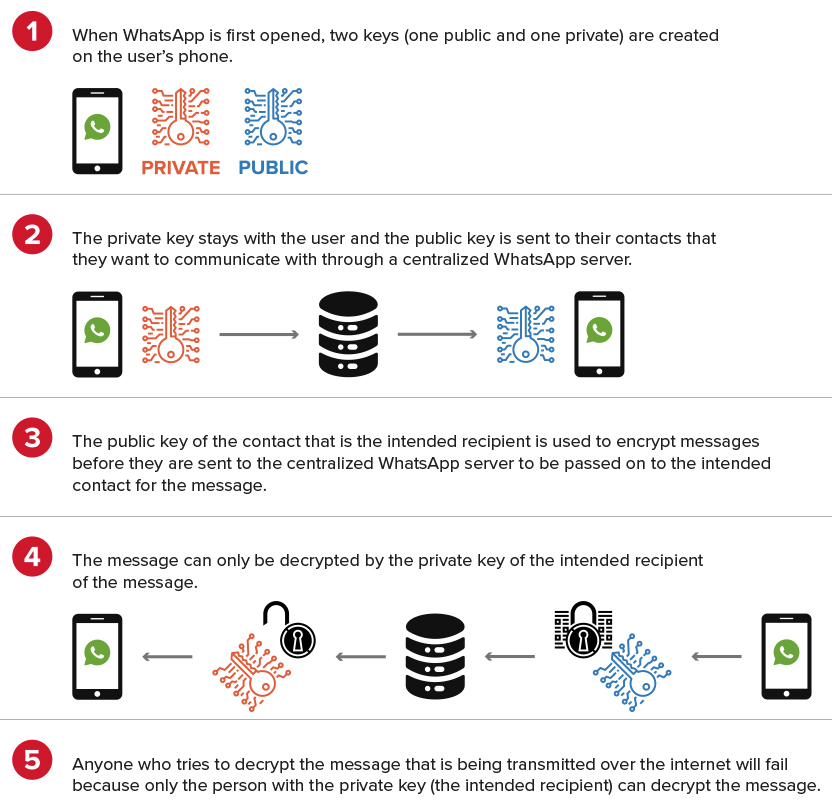 1
When WhatsApp is first opened, two keys (one public and one private) are created
on the user's phone.
PRIVATE PUBLIC
2
The private key stays with the user and the public key is sent to their contacts that
they want to communicate with through a centralized WhatsApp server.
3
The public key of the contact that is the intended recipient is used to encrypt messages
before they are sent to the centralized WhatsApp server to be passed on to the intended
contact for the message.
4
The message can only be decrypted by the private key of the intended recipient
of the message.
5
Anyone who tries to decrypt the message that is being transmitted over the internet will fail
because only the person with the private key (the intended recipient) can decrypt the message.